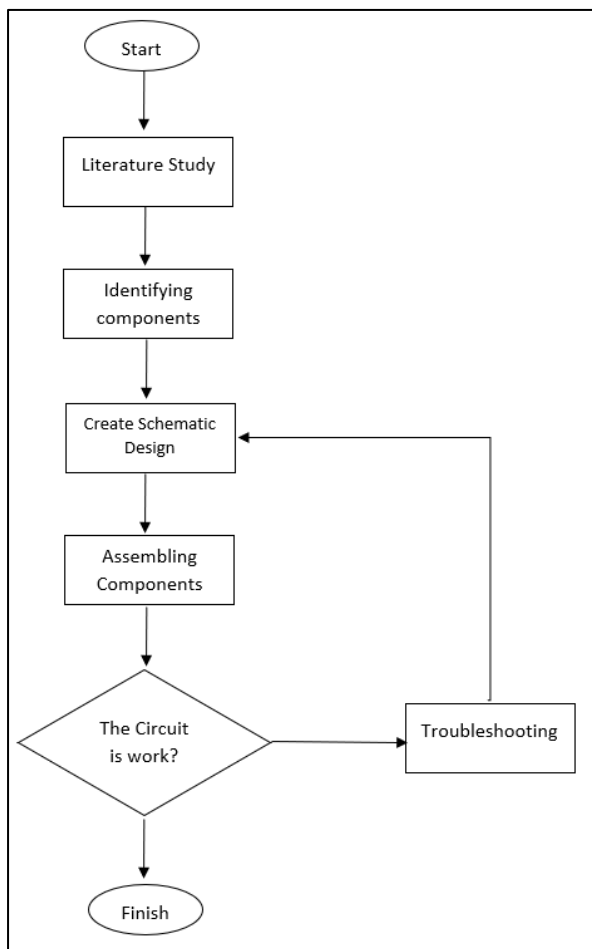 Start
Literature Study
Identifying
components
Create Schematic
Design
Assembling
Components
The Circuit
is work?
Troubleshooting
Finish